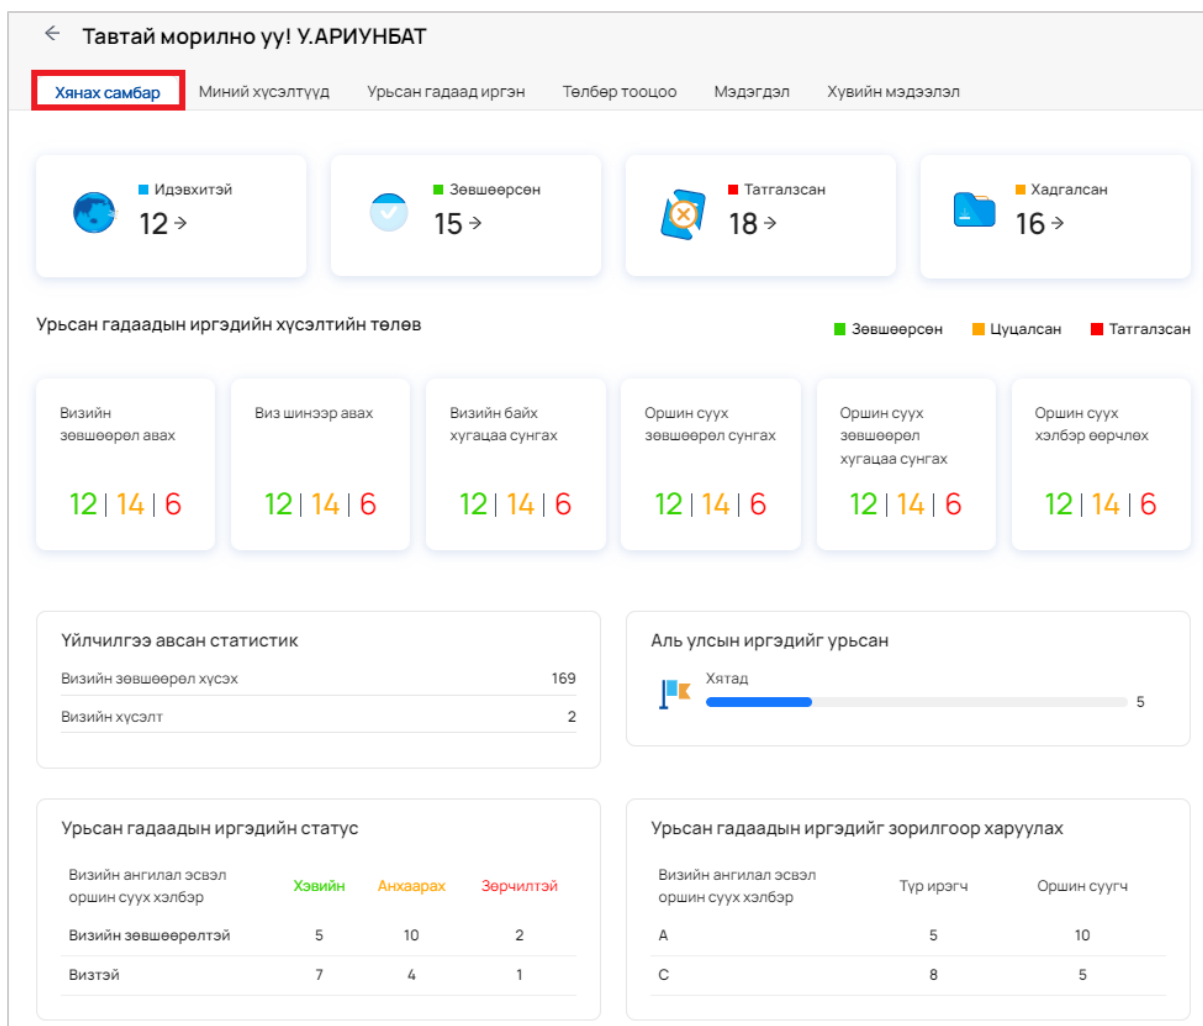 Тавтай морилно уу! У.АРИУНБАТ
Хянах самбар Миний хүсэлтүүд Урьсан гадаад иргэн Төлбөр тооцоо Мэдэгдэл Хувийн мэдээлэл
Идэвхитэй
12
Зөвшөөрсөн
15
Татгалзсан
18
Хадгалсан
16
Урьсан гадаадын иргэдийн хүсэлтийн төлөв
Зөвшөөрсөн Цуцалсан Татгалзсан
Визийн
зөвшөөрөл авах
12 | 14 | 6
Виз шинээр авах
12 | 14 | 6
Визийн байх
хугацаа сунгах
12 | 14 | 6
Оршин суух
зөвшөөрөл сунгах
12 | 14 | 6
Оршин суух
зөвшөөрөл
хугацаа сунгах
12 | 14 | 6
Оршин суух
хэлбэр өөрчлөх
12 | 14 | 6
Үйлчилгээ авсан статистик
Визийн зөвшөөрөл хүсэх 169
Визийн хүсэлт 2
Аль улсын иргэдийг урьсан
Хятад
5
Урьсан гадаадын иргэдийн статус
Визийн ангилал эсвэл
оршин суух хэлбэр
Хэвийн Анхаарах Зөрчилтэй
Визийн зөвшөөрөлтэй 5 10 2
Визтэй 7 4 1
Урьсан гадаадын иргэдийг зорилгоор харуулах
Визийн ангилал эсвэл
оршин суух хэлбэр
Түр ирэгч Оршин суугч
A 5 10
C 8 5